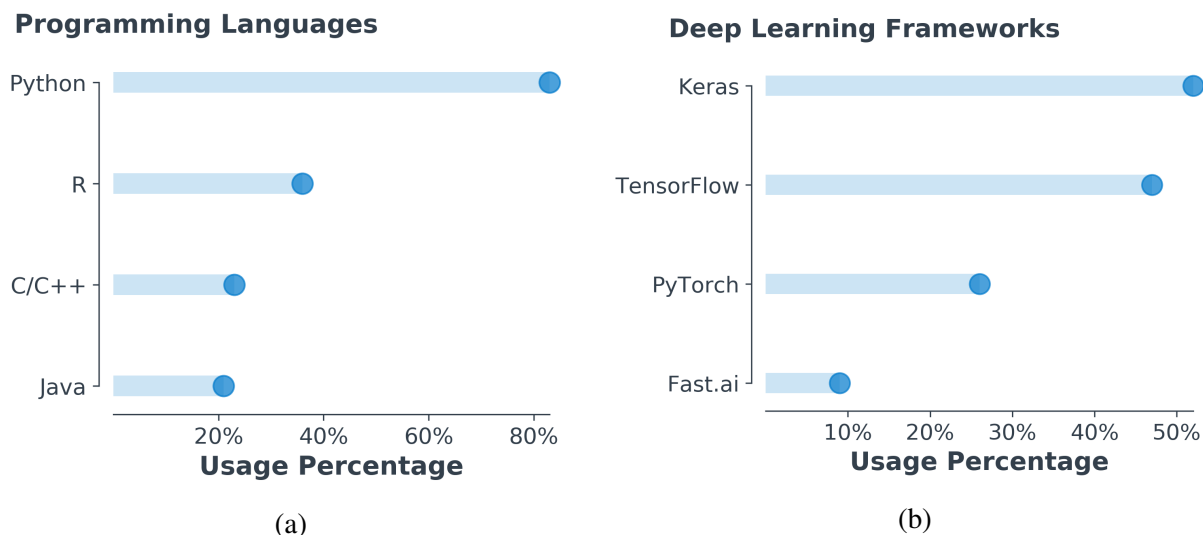 Programming Languages
Python
R
C/C++
Java
20% 40% 60% 80%
Usage Percentage
(a)
Deep Learning Frameworks
Keras
TensorFlow
PyTorch
Fast.ai
10% 20% 30% 40% 50%
Usage Percentage
(b)